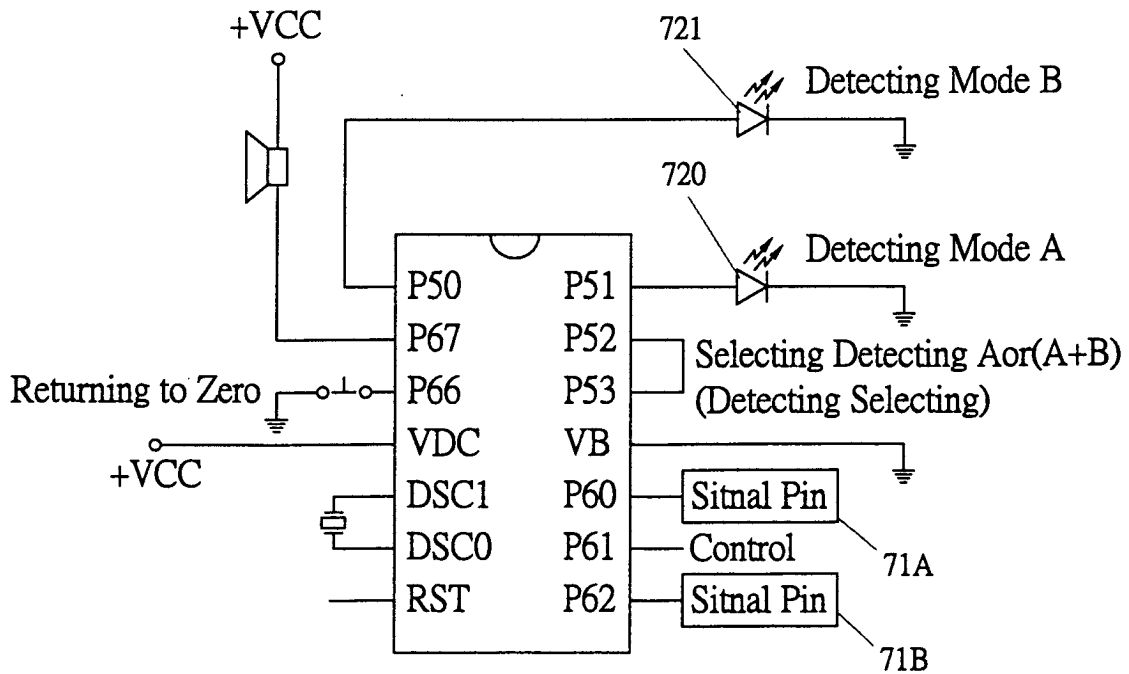 +VCC
721
Detecting Mode B
720
Detecting Mode A
P50
P51
P67
P52
Selecting Detecting Aor(A+B)
Returning to Zero
P66
P53
(Detecting Selecting)
+VCC
VDC
VB
DSC1
P60
Sitnal Pin
71A
DSC0
P61
Control
RST
P62
Sitnal Pin
71B